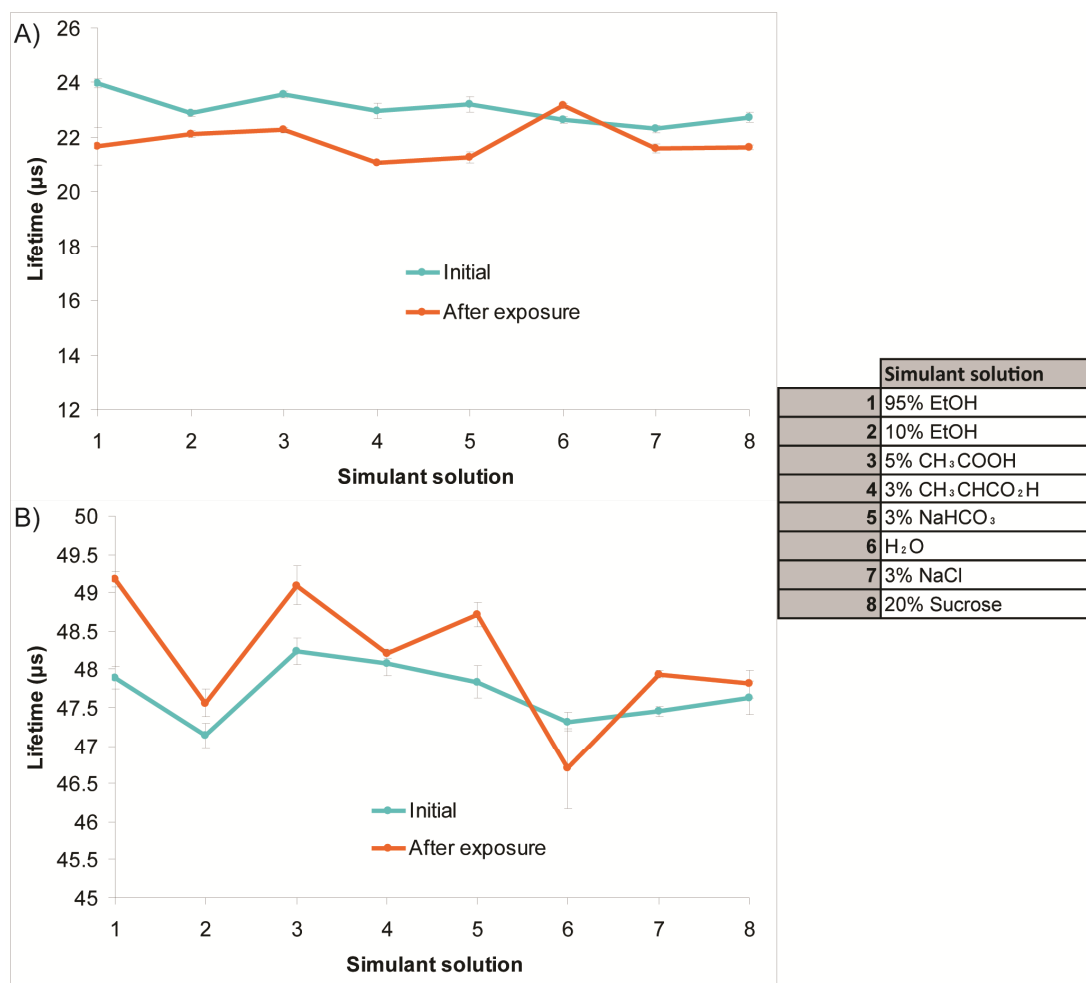 A)
26
24
22
20
18
16
14
12
Lifetime (µs)
Initial
After exposure
1 2 3 4 5 6 7 8
Simulant solution
B)
50
49.5
49
48.5
48
47.5
47
46.5
46
45.5
45
Lifetime (µs)
Initial
After exposure
1 2 3 4 5 6 7 8
Simulant solution
Simulant solution
1 95% EtOH
2 10% EtOH
3 5% CH₃COOH
4 3% CH₃CHCO₂H
5 3% NaHCO₃
6 H₂O
7 3% NaCl
8 20% Sucrose